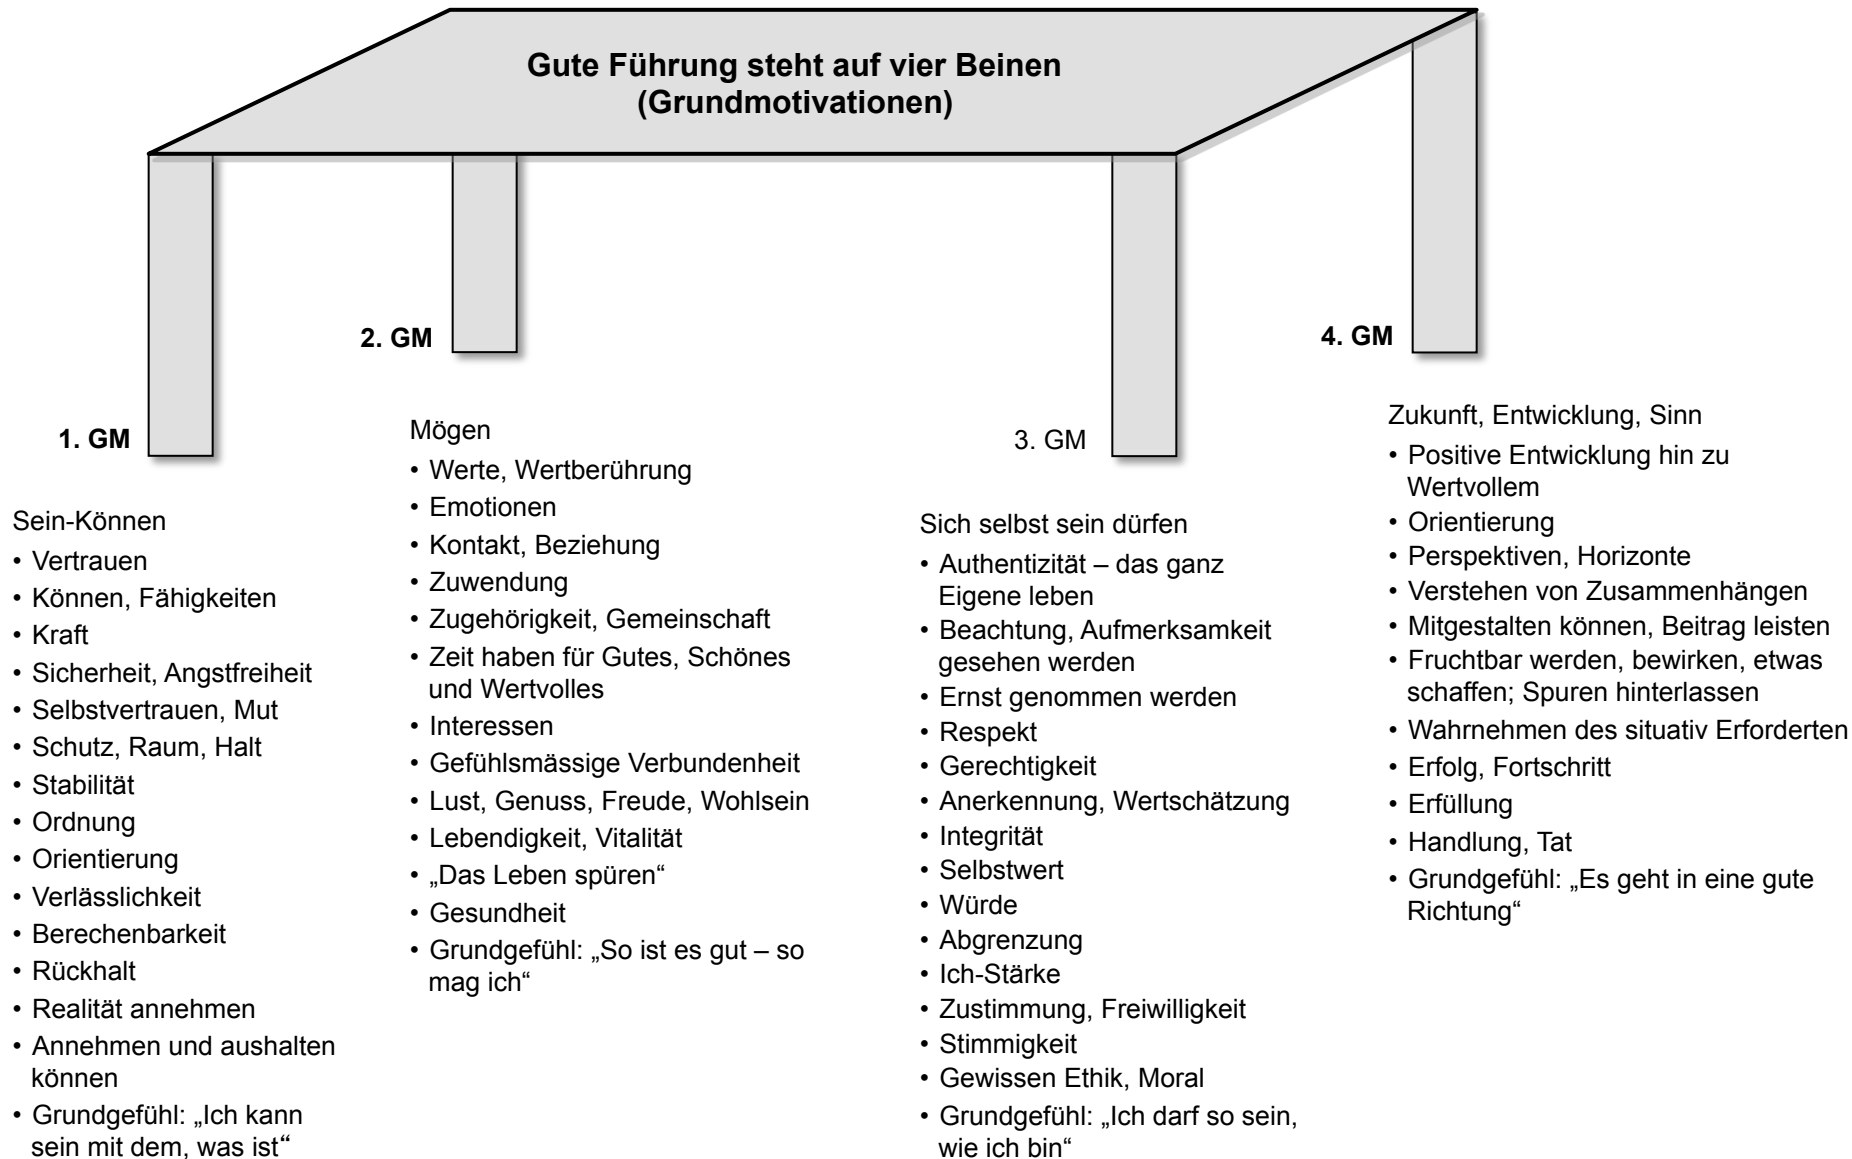 Gute Führung steht auf vier Beinen
(Grundmotivationen)
1. GM
Sein-Können
• Vertrauen
• Können, Fähigkeiten
• Kraft
• Sicherheit, Angstfreiheit
• Selbstvertrauen, Mut
• Schutz, Raum, Halt
• Stabilität
• Ordnung
• Orientierung
• Verlässlichkeit
• Berechenbarkeit
• Rückhalt
• Realität annehmen
• Annehmen und aushalten
können
• Grundgefühl: „Ich kann
sein mit dem, was ist“
2. GM
Mögen
• Werte, Wertberührung
• Emotionen
• Kontakt, Beziehung
• Zuwendung
• Zugehörigkeit, Gemeinschaft
• Zeit haben für Gutes, Schönes
und Wertvolles
• Interessen
• Gefühlsmässige Verbundenheit
• Lust, Genuss, Freude, Wohlsein
• Lebendigkeit, Vitalität
• „Das Leben spüren“
• Gesundheit
• Grundgefühl: „So ist es gut – so
mag ich“
3. GM
Sich selbst sein dürfen
• Authentizität – das ganz
Eigene leben
• Beachtung, Aufmerksamkeit
gesehen werden
• Ernst genommen werden
• Respekt
• Gerechtigkeit
• Anerkennung, Wertschätzung
• Integrität
• Selbstwert
• Würde
• Abgrenzung
• Ich-Stärke
• Zustimmung, Freiwilligkeit
• Stimmigkeit
• Gewissen Ethik, Moral
• Grundgefühl: „Ich darf so sein,
wie ich bin“
4. GM
Zukunft, Entwicklung, Sinn
• Positive Entwicklung hin zu
Wertvollem
• Orientierung
• Perspektiven, Horizonte
• Verstehen von Zusammenhängen
• Mitgestalten können, Beitrag leisten
• Fruchtbar werden, bewirken, etwas
schaffen; Spuren hinterlassen
• Wahrnehmen des situativ Erforderten
• Erfolg, Fortschritt
• Erfüllung
• Handlung, Tat
• Grundgefühl: „Es geht in eine gute
Richtung“